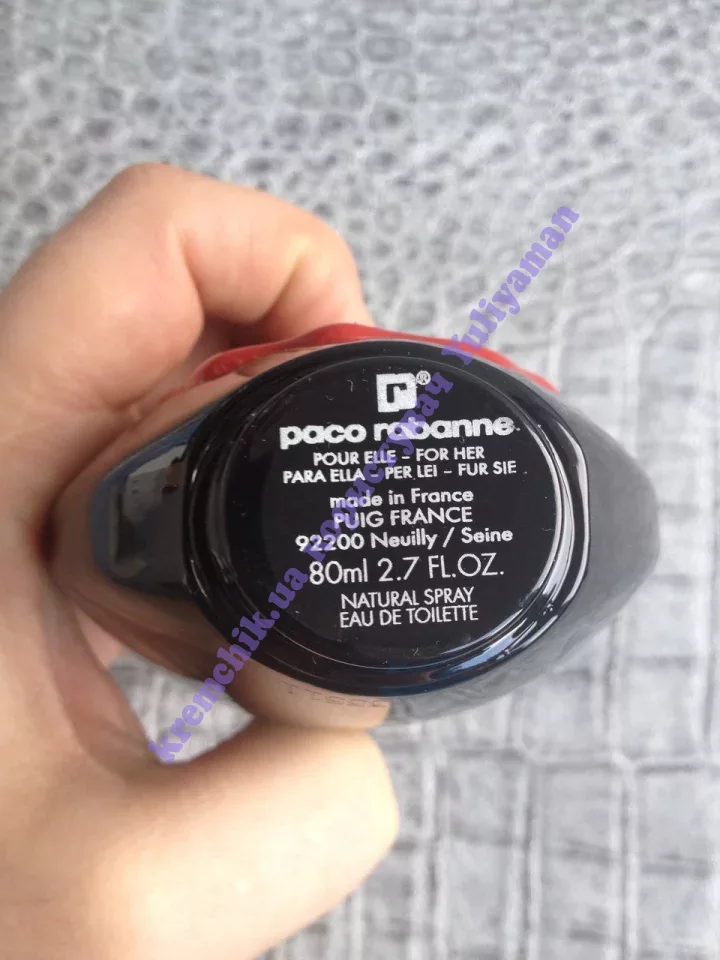 r®
paco rabanne
POUR ELLE – FOR HER
PARA ELLA – PER LEI – FUR SIE
made in France
PUIG FRANCE
92200 Neuilly / Seine
80ml 2.7 FL.OZ.
NATURAL SPRAY
EAU DE TOILETTE
kremchik.ua Yuliyaman